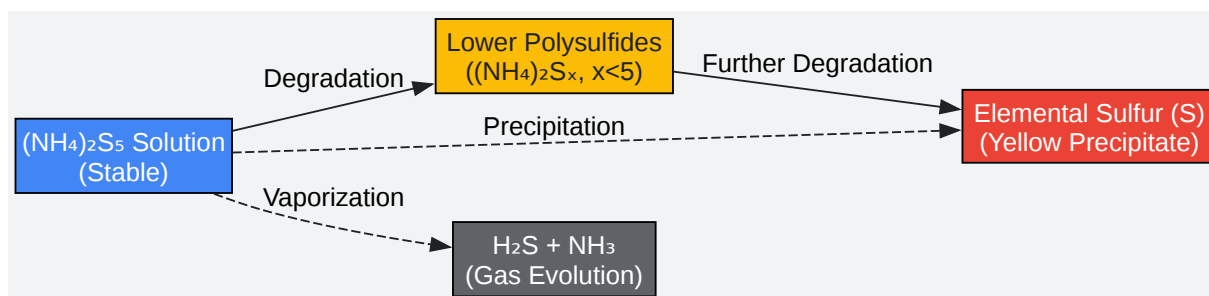 Lower Polysulfides
((NH₄)₂Sₓ, x<5)
Degradation
Further Degradation
(NH₄)₂S₅ Solution
(Stable)
Precipitation
Elemental Sulfur (S)
(Yellow Precipitate)
Vaporization
H₂S + NH₃
(Gas Evolution)